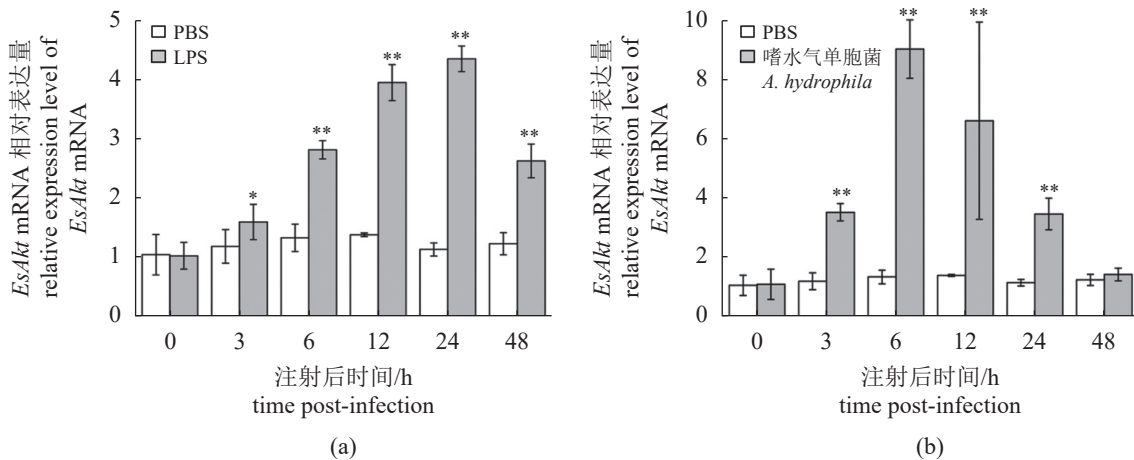 EsAkt mRNA 相对表达量
relative expression level of
EsAkt mRNA
5
4
3
2
1
0
PBS
LPS
*
**
**
**
**
0 3 6 12 24 48
注射后时间/h
time post-infection
(a)
EsAkt mRNA 相对表达量
relative expression level of
EsAkt mRNA
10
8
6
4
2
0
PBS
嗜水气单胞菌
A. hydrophila
**
**
**
**
0 3 6 12 24 48
注射后时间/h
time post-infection
(b)